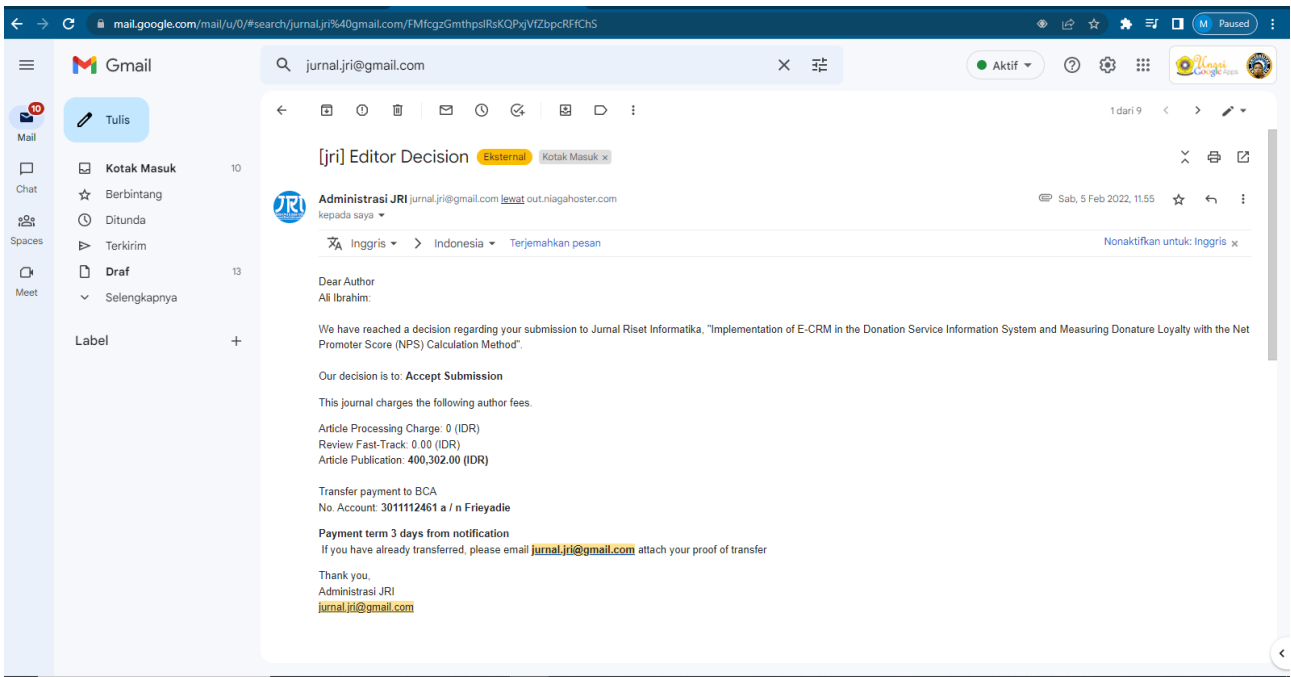 mail.google.com/mail/u/0/#search/jurnal.jri%40gmail.com/FMfcgzGmthpslRsKQPxjVfZbpcRFfChS
M Paused
Gmail
jurnal.jri@gmail.com
Aktif
Ungsi
Google Apps
10
Mail
Chat
Spaces
Meet
Tulis
Kotak Masuk 10
Berbintang
Ditunda
Terkirim
Draf 13
Selengkapnya
Label
1 dari 9
[jri] Editor Decision Eksternal Kotak Masuk x
JRI
Administrasi JRI jurnal.jri@gmail.com lewat out.niagahoster.com
Sab, 5 Feb 2022, 11.55
kepada saya
Inggris > Indonesia Terjemahkan pesan
Nonaktifkan untuk: Inggris x
Dear Author
Ali Ibrahim:
We have reached a decision regarding your submission to Jurnal Riset Informatika, "Implementation of E-CRM in the Donation Service Information System and Measuring Donature Loyalty with the Net
Promoter Score (NPS) Calculation Method".
Our decision is to: Accept Submission
This journal charges the following author fees.
Article Processing Charge: 0 (IDR)
Review Fast-Track: 0.00 (IDR)
Article Publication: 400,302.00 (IDR)
Transfer payment to BCA
No. Account: 3011112461 a / n Frieyadie
Payment term 3 days from notification
If you have already transferred, please email jurnal.jri@gmail.com attach your proof of transfer
Thank you,
Administrasi JRI
jurnal.jri@gmail.com